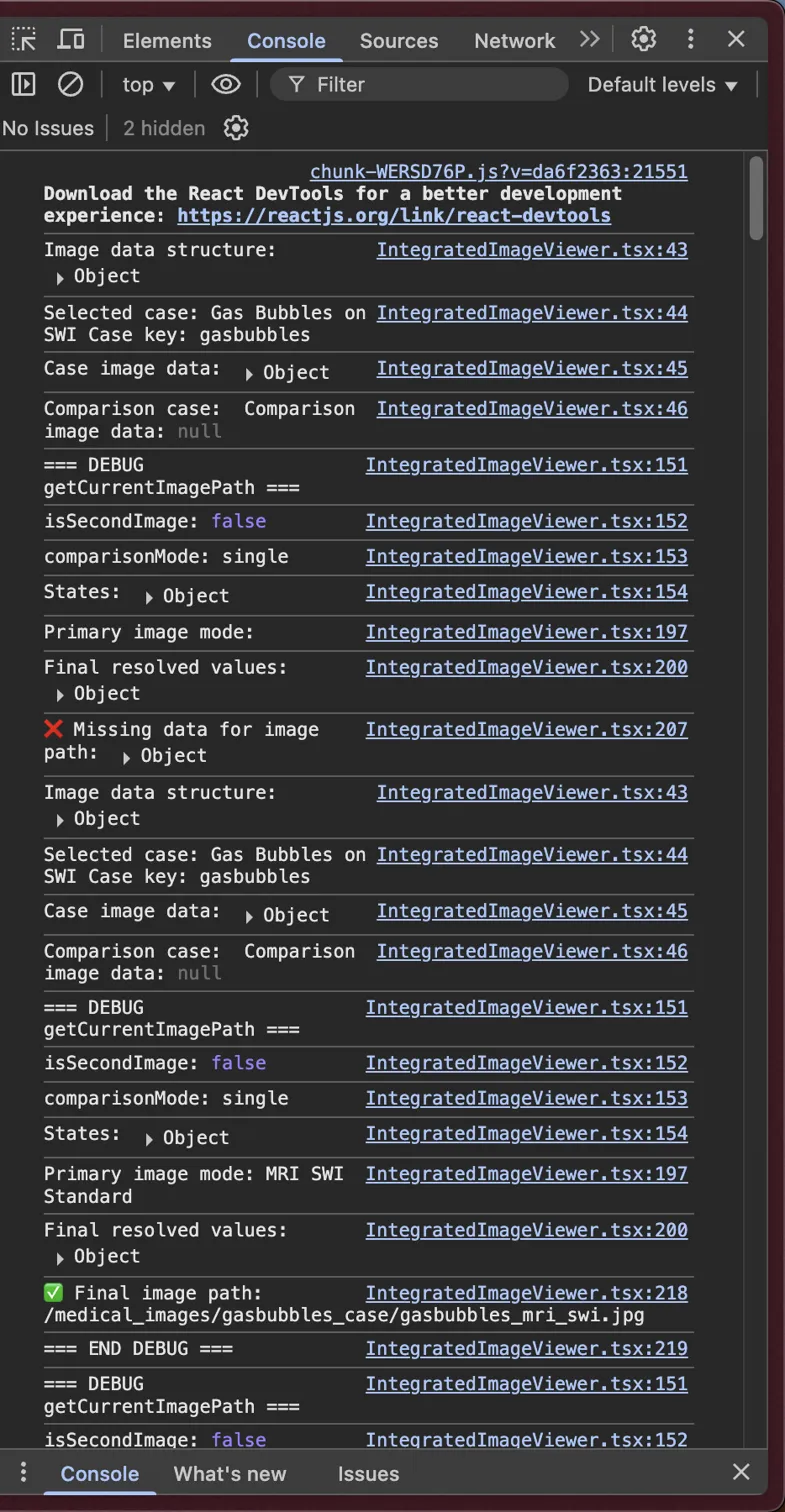 Elements Console Sources Network
top Filter Default levels
No Issues 2 hidden
chunk-WERSD76P.js?v=da6f2363:21551
Download the React DevTools for a better development
experience: https://reactjs.org/link/react-devtools
Image data structure: IntegratedImageViewer.tsx:43
Object
Selected case: Gas Bubbles on IntegratedImageViewer.tsx:44
SWI Case key: gasbubbles
Case image data: Object IntegratedImageViewer.tsx:45
Comparison case: Comparison IntegratedImageViewer.tsx:46
image data: null
=== DEBUG IntegratedImageViewer.tsx:151
getCurrentImagePath ===
isSecondImage: false IntegratedImageViewer.tsx:152
comparisonMode: single IntegratedImageViewer.tsx:153
States: Object IntegratedImageViewer.tsx:154
Primary image mode: IntegratedImageViewer.tsx:197
Final resolved values: IntegratedImageViewer.tsx:200
Object
❌ Missing data for image IntegratedImageViewer.tsx:207
path: Object
Image data structure: IntegratedImageViewer.tsx:43
Object
Selected case: Gas Bubbles on IntegratedImageViewer.tsx:44
SWI Case key: gasbubbles
Case image data: Object IntegratedImageViewer.tsx:45
Comparison case: Comparison IntegratedImageViewer.tsx:46
image data: null
=== DEBUG IntegratedImageViewer.tsx:151
getCurrentImagePath ===
isSecondImage: false IntegratedImageViewer.tsx:152
comparisonMode: single IntegratedImageViewer.tsx:153
States: Object IntegratedImageViewer.tsx:154
Primary image mode: MRI SWI IntegratedImageViewer.tsx:197
Standard
Final resolved values: IntegratedImageViewer.tsx:200
Object
✅ Final image path: IntegratedImageViewer.tsx:218
/medical_images/gasbubbles_case/gasbubbles_mri_swi.jpg
=== END DEBUG === IntegratedImageViewer.tsx:219
=== DEBUG IntegratedImageViewer.tsx:151
getCurrentImagePath ===
isSecondImage: false IntegratedImageViewer.tsx:152
Console What's new Issues